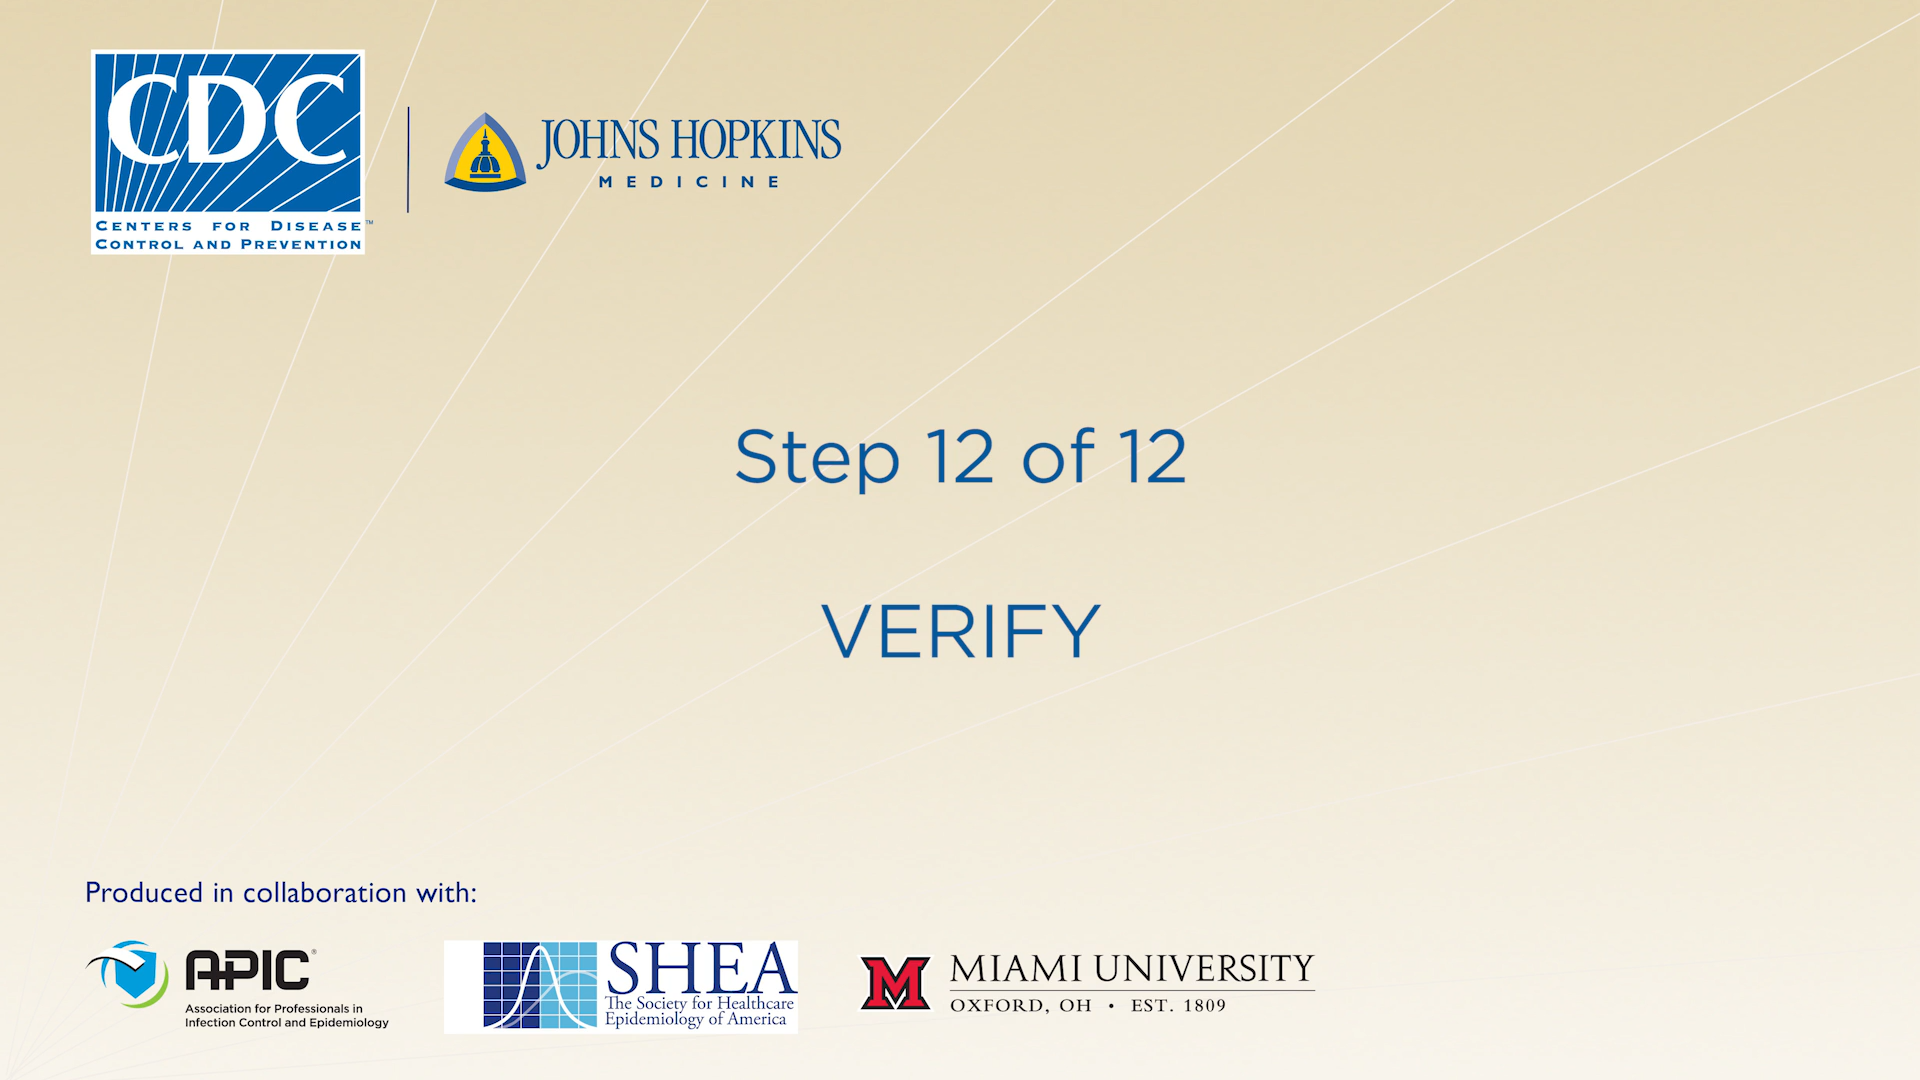 CDC
CENTERS FOR DISEASE™
CONTROL AND PREVENTION
JOHNS HOPKINS
MEDICINE
Step 12 of 12
VERIFY
Produced in collaboration with:
APIC®
Association for Professionals in
Infection Control and Epidemiology
SHEA
The Society for Healthcare
Epidemiology of America
M
MIAMI UNIVERSITY
OXFORD, OH • EST. 1809